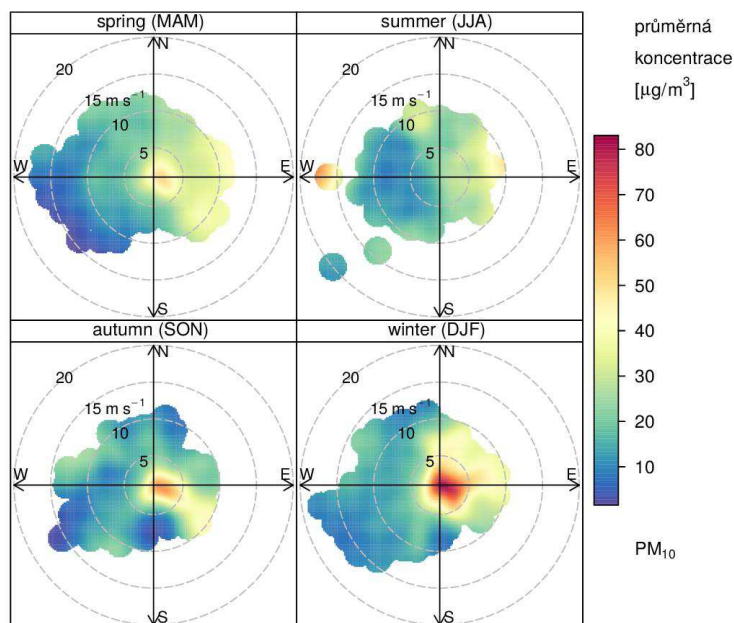 spring (MAM)
N
20
15 m s⁻¹
10
5
W
E
S
summer (JJA)
N
20
15 m s⁻¹
10
5
W
E
S
autumn (SON)
N
20
15 m s⁻¹
10
5
W
E
S
winter (DJF)
N
20
15 m s⁻¹
10
5
W
E
S
průměrná
koncentrace
[µg/m³]
80
70
60
50
40
30
20
10
PM₁₀